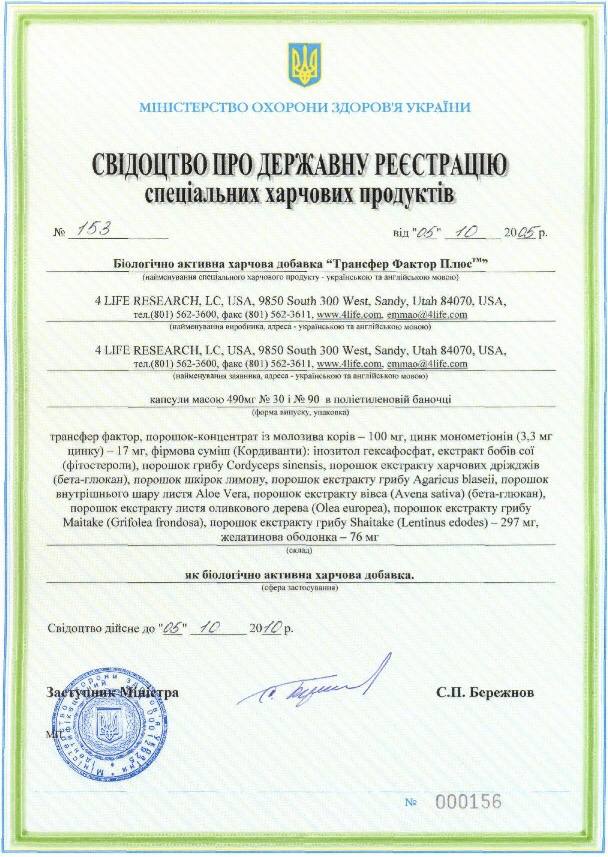 МІНІСТЕРСТВО ОХОРОНИ ЗДОРОВ'Я УКРАЇНИ
СВІДОЦТВО ПРО ДЕРЖАВНУ РЕЄСТРАЦІЮ
спеціальних харчових продуктів
№ 153 від "05" 10 2005 р.
Біологічно активна харчова добавка “Трансфер Фактор Плюс™”
(найменування спеціального харчового продукту - українською та англійською мовою)
4 LIFE RESEARCH, LC, USA, 9850 South 300 West, Sandy, Utah 84070, USA,
тел.(801) 562-3600, факс (801) 562-3611, www.4life.com, emmao@4life.com
(найменування виробника, адреса - українською та англійською мовою)
4 LIFE RESEARCH, LC, USA, 9850 South 300 West, Sandy, Utah 84070, USA,
тел.(801) 562-3600, факс (801) 562-3611, www.4life.com, emmao@4life.com
(найменування заявника, адреса - українською та англійською мовою)
капсули масою 490мг № 30 і № 90 в поліетиленовій баночці
(форма випуску, упаковка)
трансфер фактор, порошок-концентрат із молозива корів – 100 мг, цинк монометіонін (3,3 мг
цинку) – 17 мг, фірмова суміш (Кордиванти): іпозитол гексафосфат, екстракт бобів сої
(фітостероли), порошок грибу Cordyceps sinensis, порошок екстракту харчових дріжджів
(бета-глюкан), порошок шкірок лимону, порошок екстракту грибу Agaricus blaseii, порошок
внутрішнього шару листя Aloe Vera, порошок екстракту вівса (Avena sativa) (бета-глюкан),
порошок екстракту листя оливкового дерева (Olea europea), порошок екстракту грибу
Maitake (Grifolea frondosa), порошок екстракту грибу Shaitake (Lentinus edodes) – 297 мг,
желатинова оболонка – 76 мг
(склад)
як біологічно активна харчова добавка.
(сфера застосування)
Свідоцтво дійсне до "05" 10 2010 р.
Заступник Міністра С.П. Бережнов
№ 000156